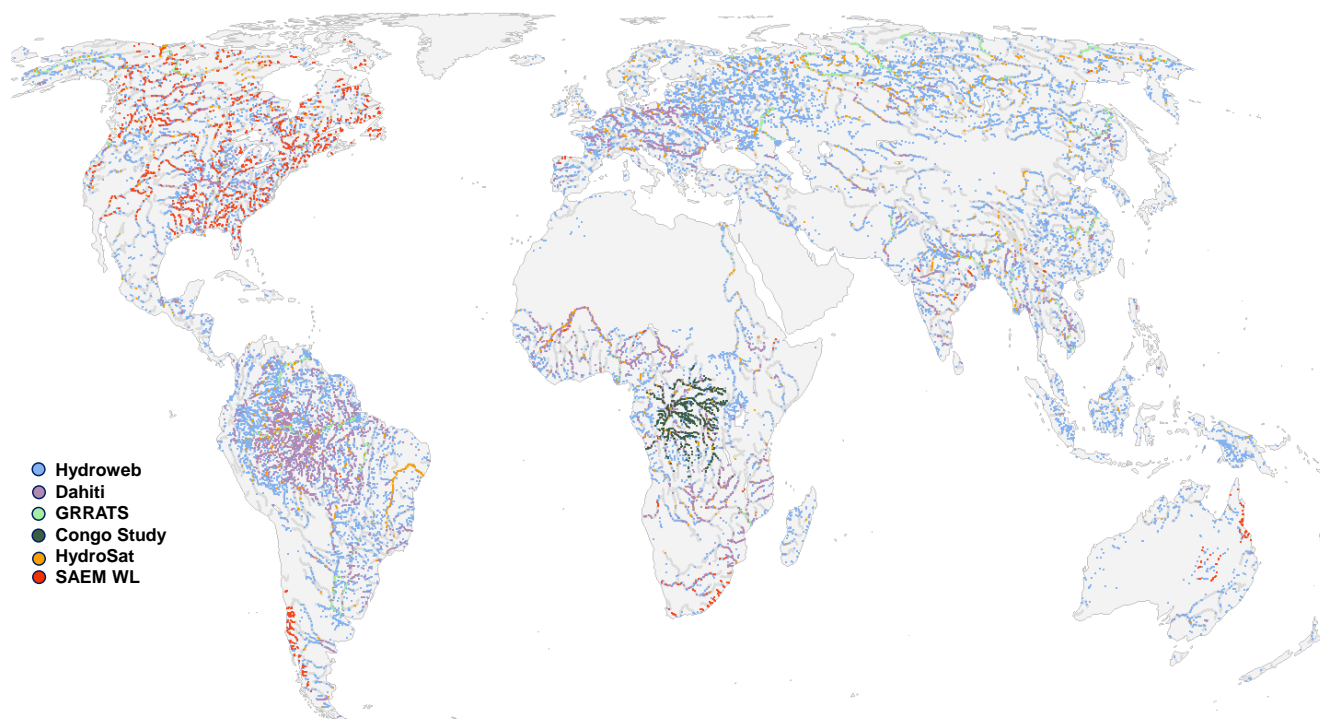 Hydroweb
Dahiti
GRRATS
Congo Study
HydroSat
SAEM WL